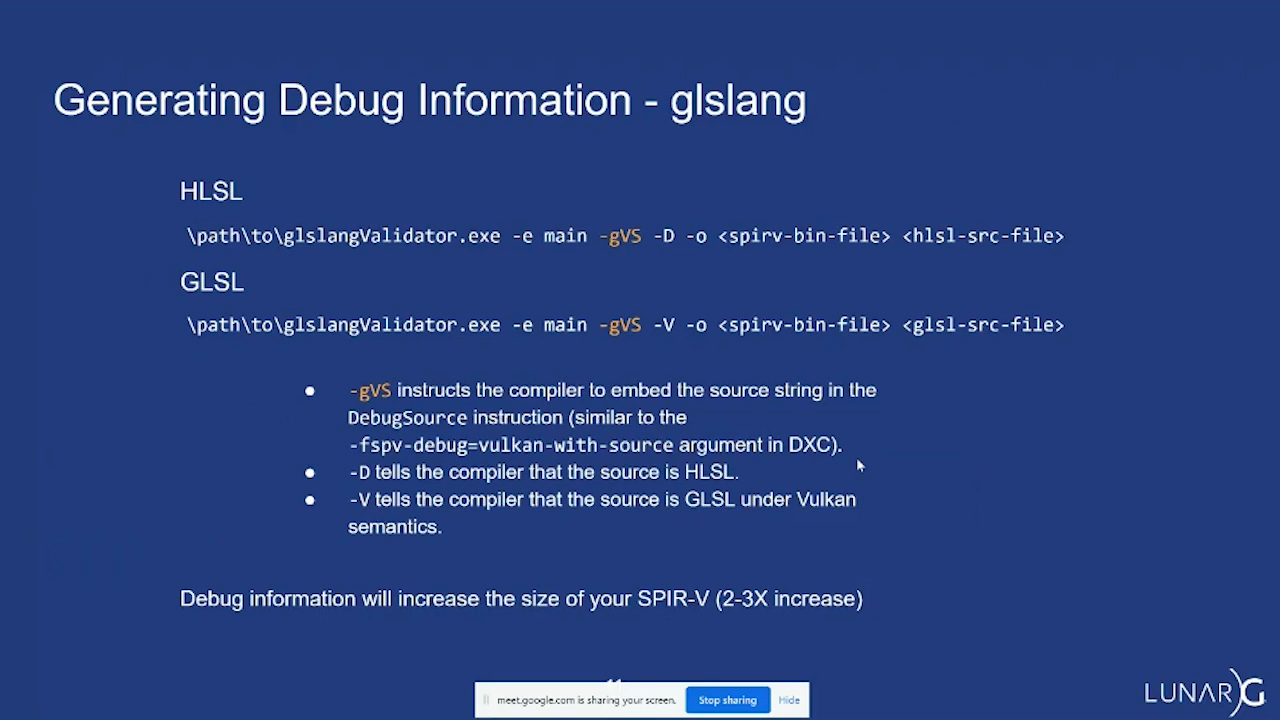 Generating Debug Information - glslang
HLSL
\path\to\glslangValidator.exe -e main -gVS -D -o <spirv-bin-file> <hlsl-src-file>
GLSL
\path\to\glslangValidator.exe -e main -gVS -V -o <spirv-bin-file> <glsl-src-file>
● -gVS instructs the compiler to embed the source string in the
DebugSource instruction (similar to the
-fspv-debug=vulkan-with-source argument in DXC).
● -D tells the compiler that the source is HLSL.
● -V tells the compiler that the source is GLSL under Vulkan
semantics.
Debug information will increase the size of your SPIR-V (2-3X increase)
meet.google.com is sharing your screen. Stop sharing Hide
LUNARG